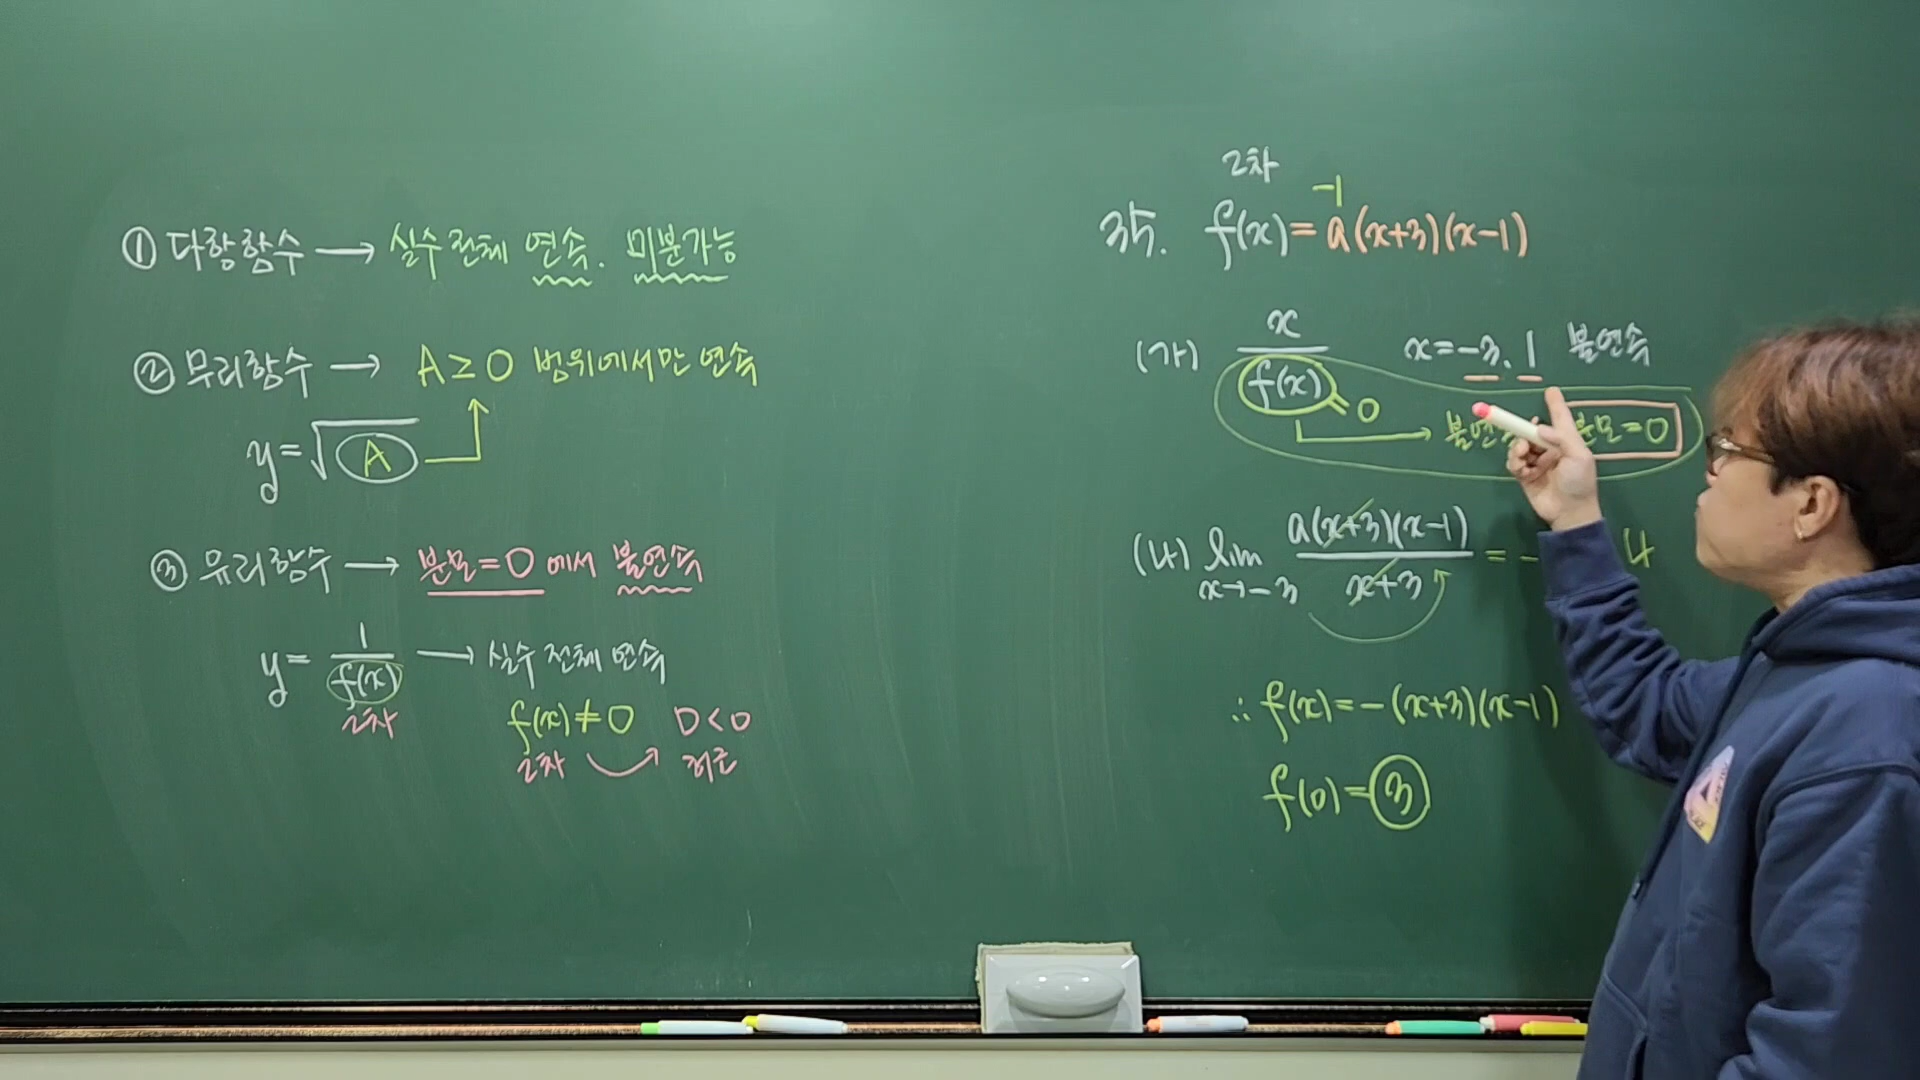 ① 다항함수 → 실수 전체 연속. 미분가능
② 무리함수 → A ≥ 0 범위에서만 연속
y = √A
③ 유리함수 → 분모 = 0 에서 불연속
y = 1/f(x) → 실수 전체 연속
2차
f(x) ≠ 0 D < 0
2차 허근
2차
-1
35. f(x) = a(x+3)(x-1)
(가) x/f(x) x = -3. 1 불연속
= 0
불연 분모 = 0
(나) lim x→-3 a(x+3)(x-1)/x+3 = - 4
∴ f(x) = -(x+3)(x-1)
f(0) = 3